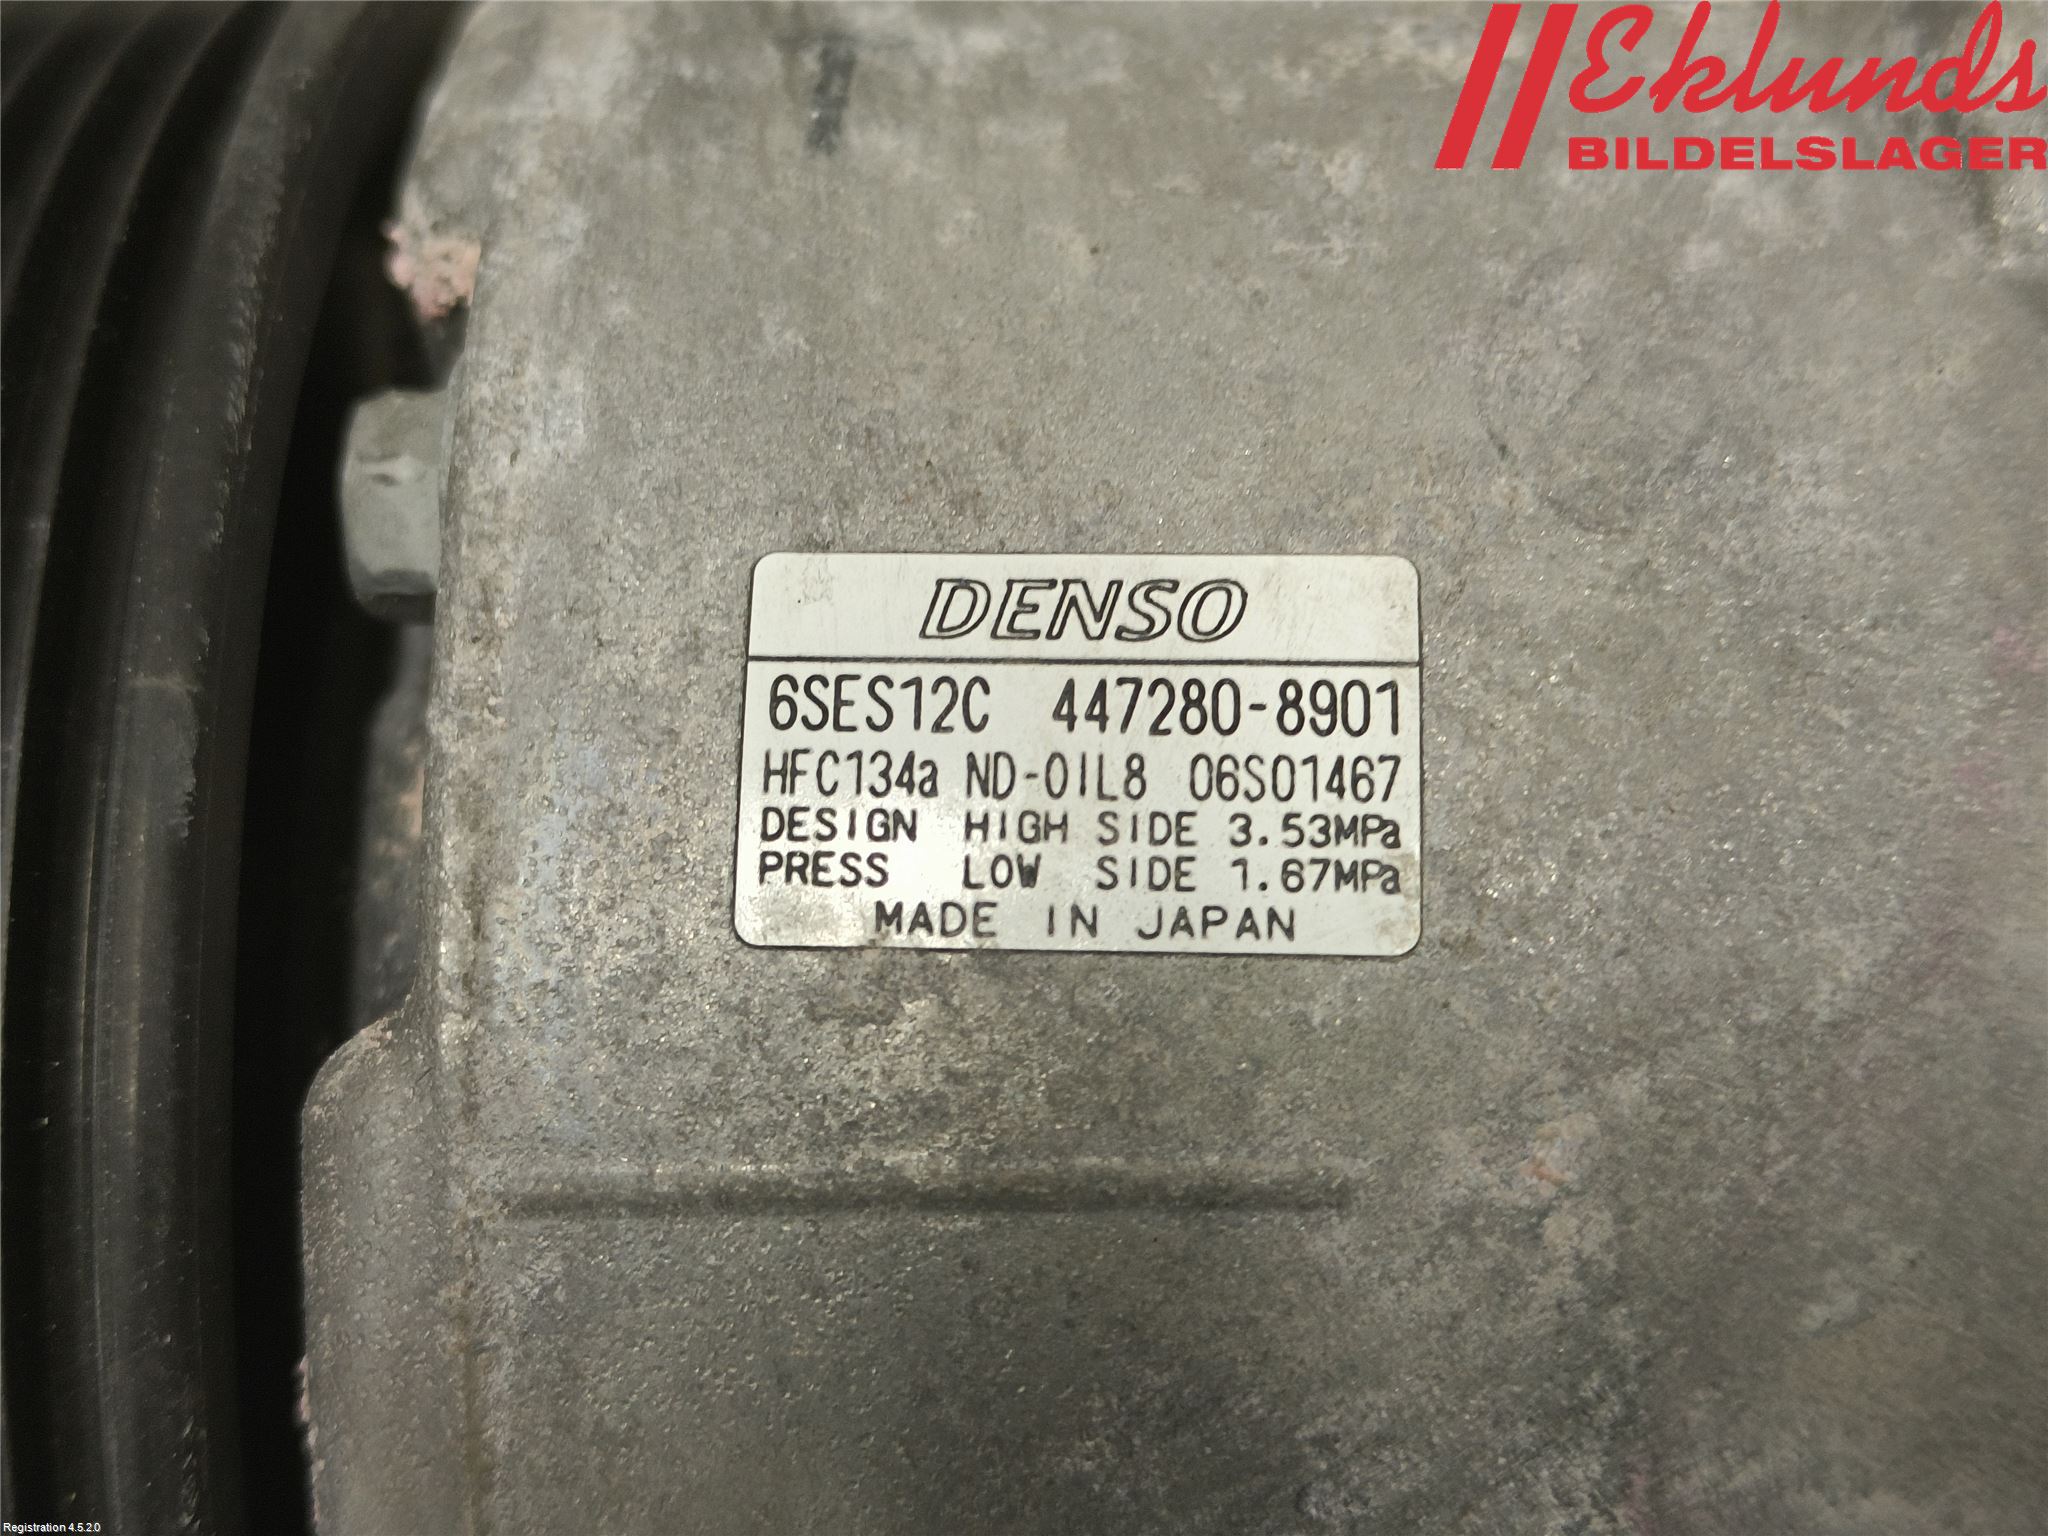 Eklunds
BILDELSLAGER
DENSO
6SES12C 447280-8901
HFC134a ND-OIL8 06S01467
DESIGN HIGH SIDE 3.53MPa
PRESS LOW SIDE 1.67MPa
MADE IN JAPAN
Registration 4.5.2.0